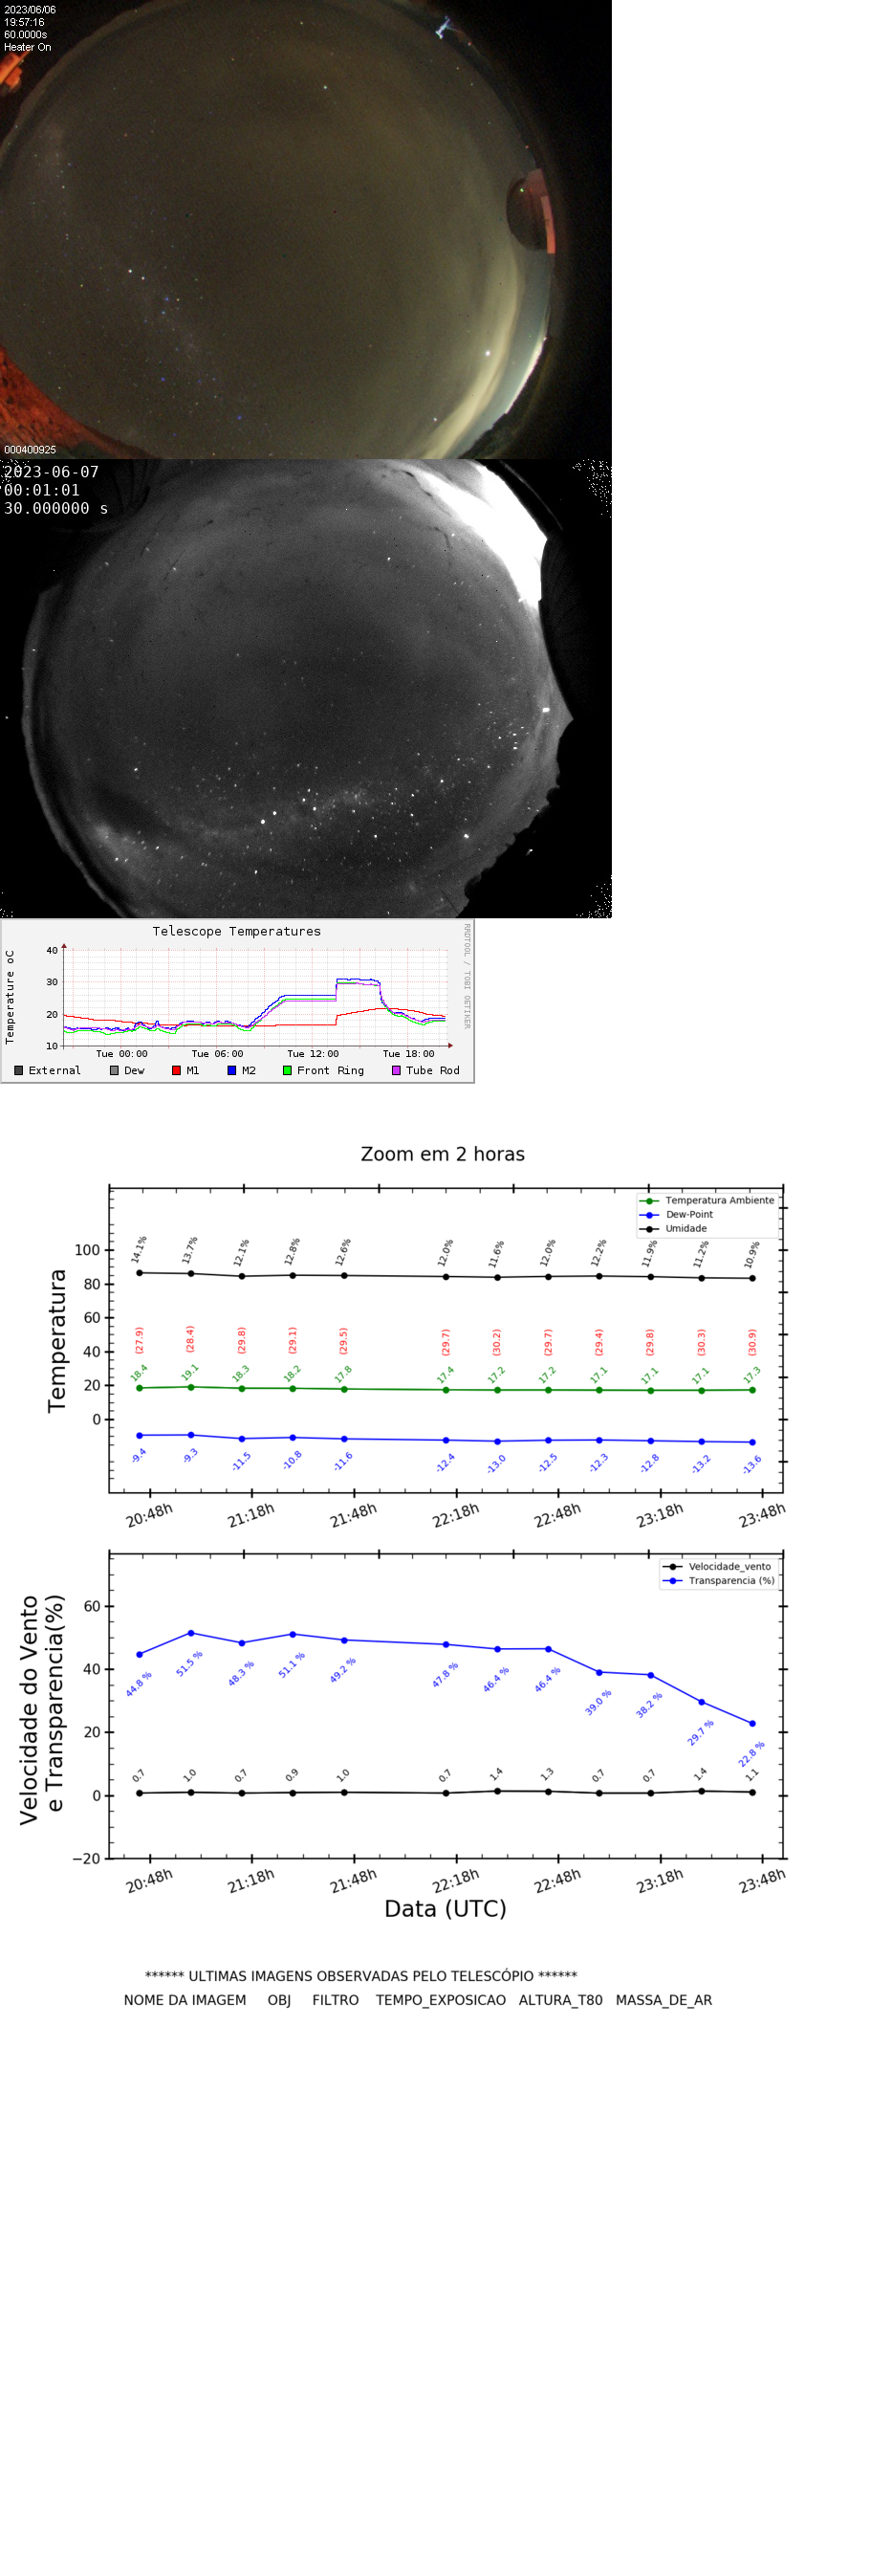 2023/06/06
19:57:16
60.0000s
Heater On
000400925
2023-06-07
00:01:01
30.000000 s
Telescope Temperatures
RRDTOOL / TOBI OETIKER
Temperature oC
40
30
20
10
Tue 00:00 Tue 06:00 Tue 12:00 Tue 18:00
External Dew M1 M2 Front Ring Tube Rod
Zoom em 2 horas
Temperatura Ambiente
Dew-Point
Umidade
14.1% 13.7% 12.1% 12.8% 12.6% 12.0% 11.6% 12.0% 12.2% 11.9% 11.2% 10.9%
(27.9) (28.4) (29.8) (29.1) (29.5) (29.7) (30.2) (29.7) (29.4) (29.8) (30.3) (30.9)
18.4 19.1 18.3 18.2 17.8 17.4 17.2 17.2 17.1 17.1 17.1 17.3
-9.4 -9.3 -11.5 -10.8 -11.6 -12.4 -13.0 -12.5 -12.3 -12.8 -13.2 -13.6
Temperatura
100
80
60
40
20
0
20:48h 21:18h 21:48h 22:18h 22:48h 23:18h 23:48h
Velocidade_vento
Transparencia (%)
Velocidade do Vento
e Transparencia(%)
60
40
20
0
−20
44.8 % 51.5 % 48.3 % 51.1 % 49.2 % 47.8 % 46.4 % 46.4 % 39.0 % 38.2 % 29.7 % 22.8 %
0.7 1.0 0.7 0.9 1.0 0.7 1.4 1.3 0.7 0.7 1.4 1.1
20:48h 21:18h 21:48h 22:18h 22:48h 23:18h 23:48h
Data (UTC)
****** ULTIMAS IMAGENS OBSERVADAS PELO TELESCÓPIO ******
NOME DA IMAGEM OBJ FILTRO TEMPO_EXPOSICAO ALTURA_T80 MASSA_DE_AR